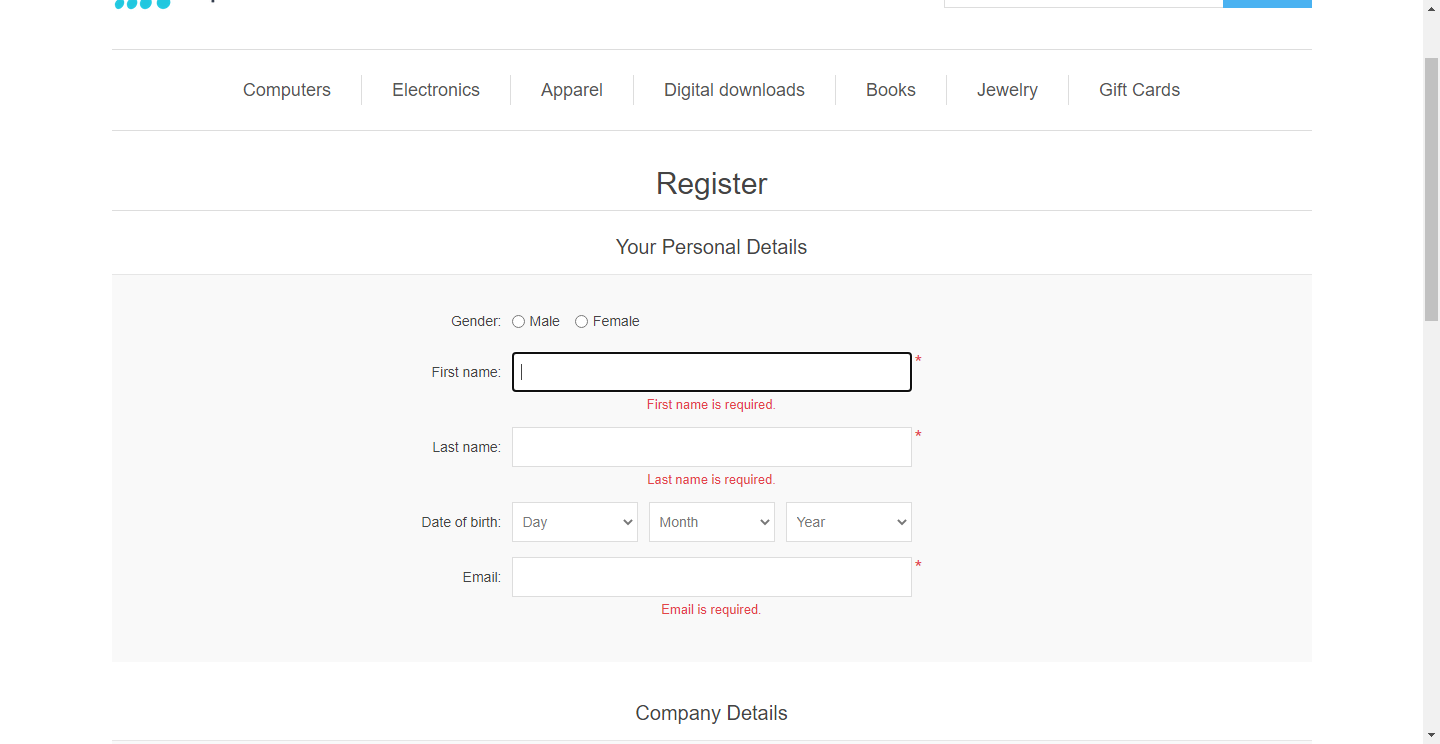 Computers Electronics Apparel Digital downloads Books Jewelry Gift Cards
Register
Your Personal Details
Gender: Male Female
First name: *
First name is required.
Last name: *
Last name is required.
Date of birth: Day Month Year
Email: *
Email is required.
Company Details